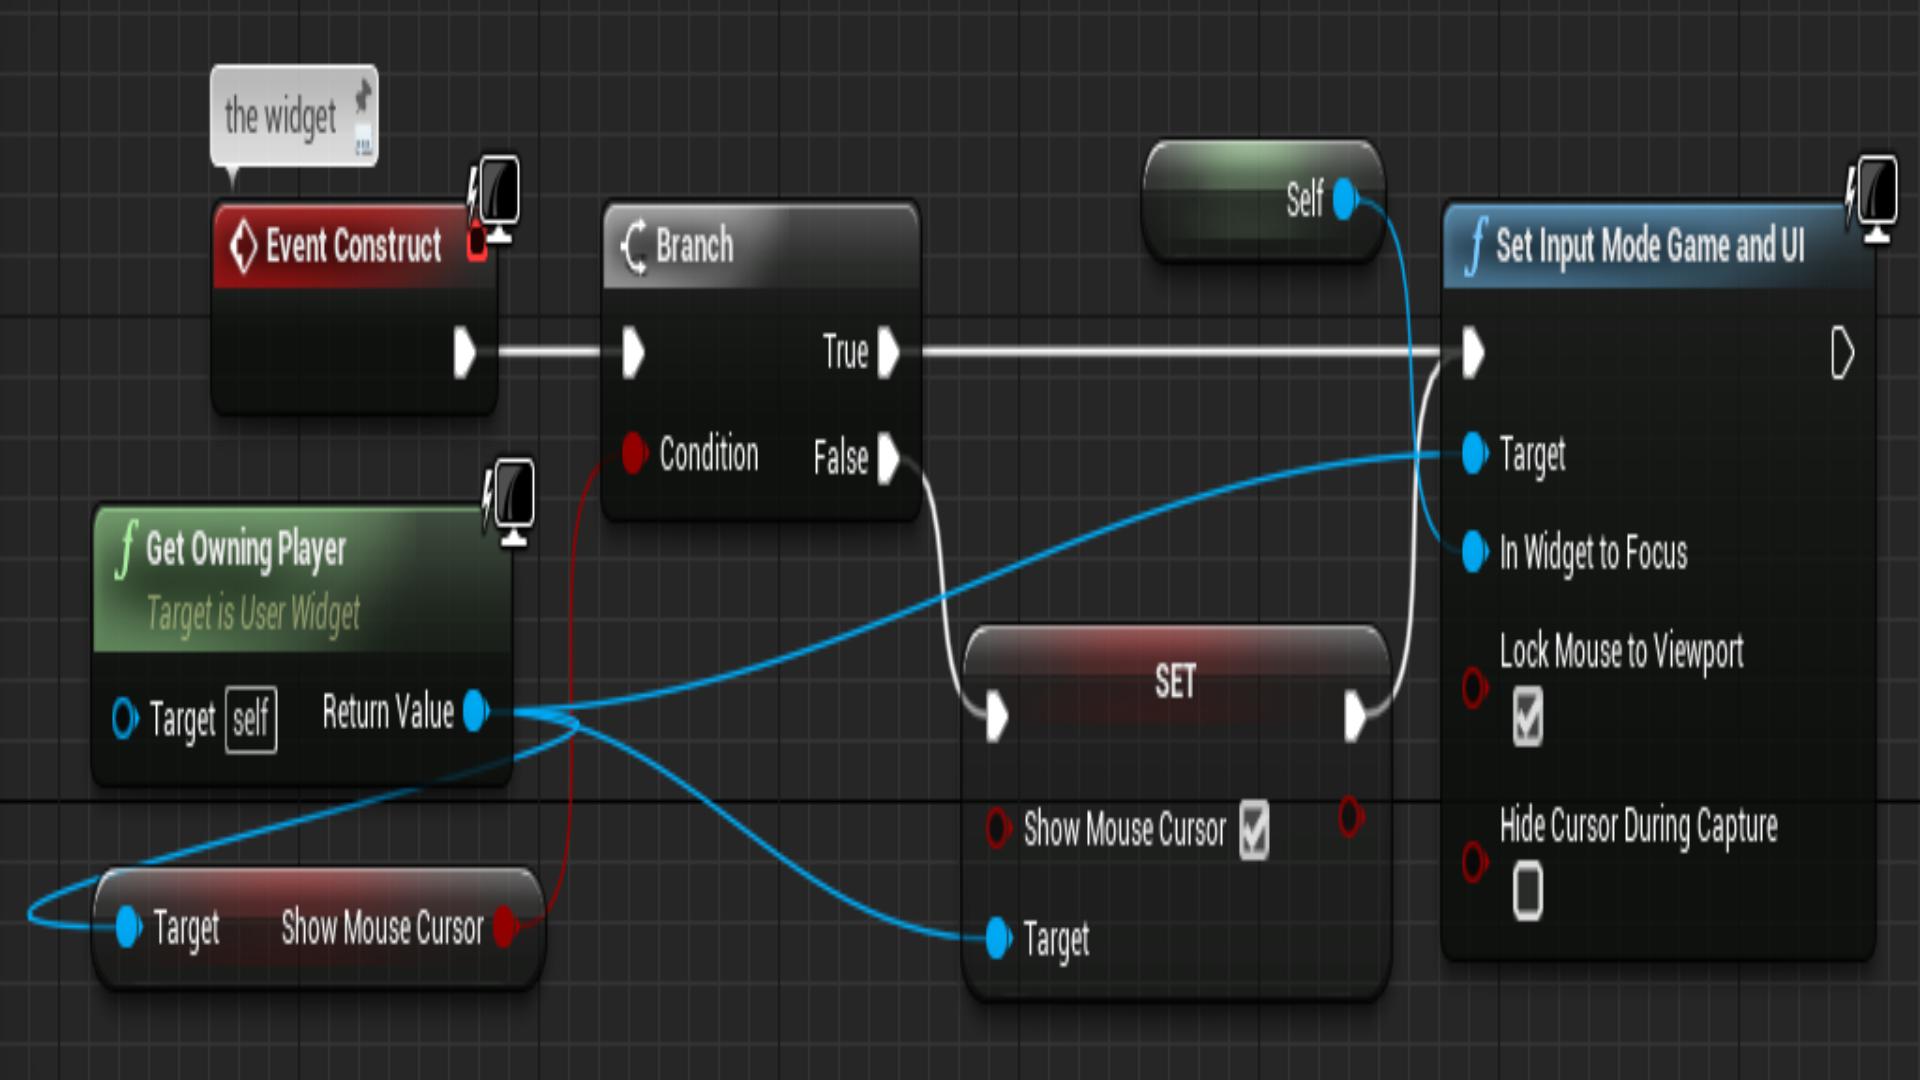 the widget
Event Construct
Branch
True
Condition
False
Self
Set Input Mode Game and UI
Target
In Widget to Focus
Lock Mouse to Viewport
Hide Cursor During Capture
Get Owning Player
Target is User Widget
Target self Return Value
SET
Show Mouse Cursor
Target
Target Show Mouse Cursor